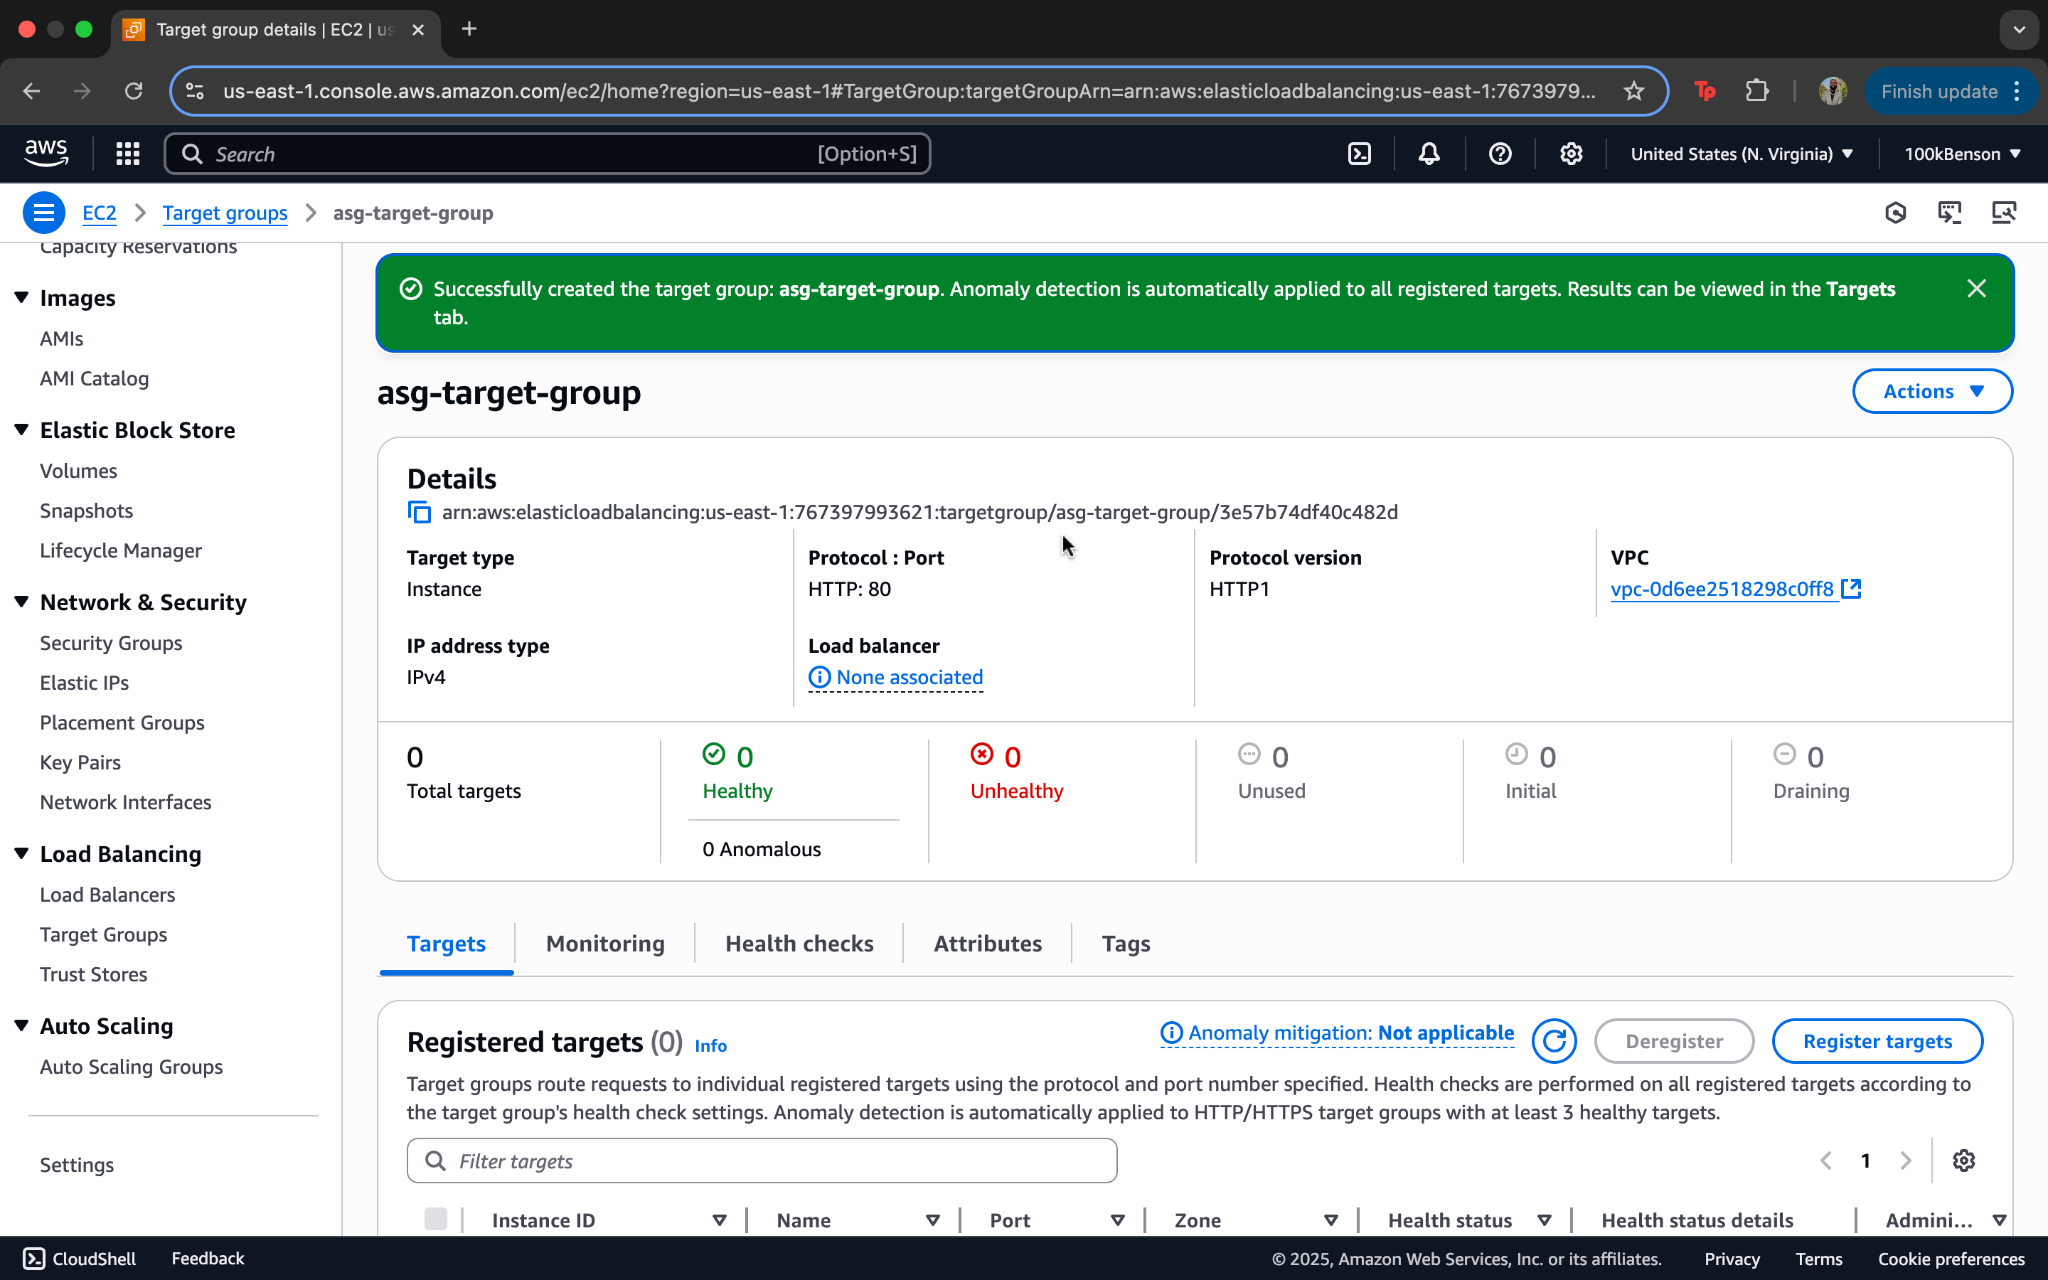 Target group details | EC2 | us
us-east-1.console.aws.amazon.com/ec2/home?region=us-east-1#TargetGroup:targetGroupArn=arn:aws:elasticloadbalancing:us-east-1:7673979...
Tp
Finish update
aws
Search
[Option+S]
United States (N. Virginia)
100kBenson
EC2
Target groups
asg-target-group
Capacity Reservations
Images
AMIs
AMI Catalog
Elastic Block Store
Volumes
Snapshots
Lifecycle Manager
Network & Security
Security Groups
Elastic IPs
Placement Groups
Key Pairs
Network Interfaces
Load Balancing
Load Balancers
Target Groups
Trust Stores
Auto Scaling
Auto Scaling Groups
Settings
Successfully created the target group: asg-target-group. Anomaly detection is automatically applied to all registered targets. Results can be viewed in the Targets
tab.
asg-target-group
Actions
Details
arn:aws:elasticloadbalancing:us-east-1:767397993621:targetgroup/asg-target-group/3e57b74df40c482d
Target type
Instance
Protocol : Port
HTTP: 80
Protocol version
HTTP1
VPC
vpc-0d6ee2518298c0ff8
IP address type
IPv4
Load balancer
None associated
0
Total targets
0
Healthy
0 Anomalous
0
Unhealthy
0
Unused
0
Initial
0
Draining
Targets
Monitoring
Health checks
Attributes
Tags
Registered targets (0) Info
Anomaly mitigation: Not applicable
Deregister
Register targets
Target groups route requests to individual registered targets using the protocol and port number specified. Health checks are performed on all registered targets according to
the target group's health check settings. Anomaly detection is automatically applied to HTTP/HTTPS target groups with at least 3 healthy targets.
Filter targets
1
Instance ID
Name
Port
Zone
Health status
Health status details
Admini...
CloudShell
Feedback
© 2025, Amazon Web Services, Inc. or its affiliates.
Privacy
Terms
Cookie preferences